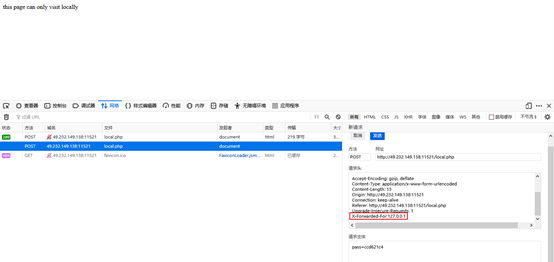 this page can only visit locally
查看器 控制台 调试器 网络 样式编辑器 性能 内存 存储 无障碍环境 应用程序
过滤 URL
所有 HTML CSS JS XHR 字体 图像 媒体 WS 其他 禁用缓存
状态 方法 域名 文件 发起者 类型 传输 大小
新请求
取消 发送
POST 49.232.149.138:11521 local.php document html 219 字节
POST 49.232.149.138:11521 local.php document
GET 49.232.149.138:11521 favicon.ico FaviconLoader.jsm... html 已缓存
方法 网址
POST http://49.232.149.138:11521/local.php
请求头:
Accept-Encoding: gzip, deflate
Content-Type: application/x-www-form-urlencoded
Content-Length: 13
Origin: http://49.232.149.138:11521
Connection: keep-alive
Referer: http://49.232.149.138:11521/local.php
Upgrade-Insecure-Requests: 1
X-Forwarded-For:127.0.0.1
请求主体:
pass=ccd621c4